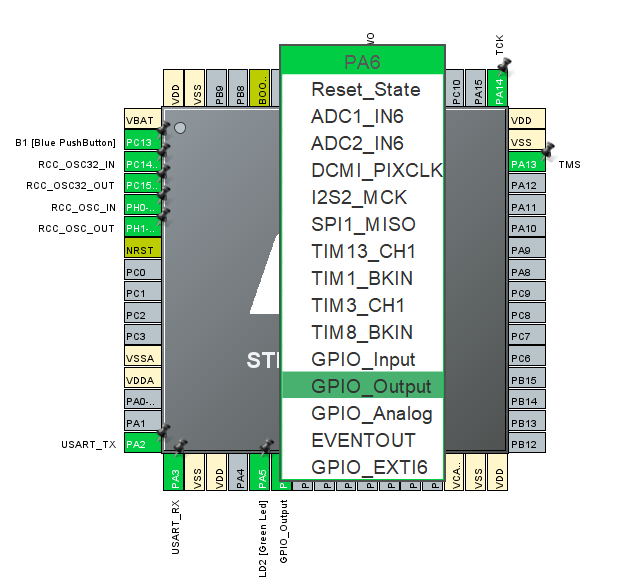 WO
TCK
VDD
VSS
PB9
PB8
BOO..
PC10
PA15
PA14
PA6
Reset_State
ADC1_IN6
ADC2_IN6
DCMI_PIXCLK
I2S2_MCK
SPI1_MISO
TIM13_CH1
TIM1_BKIN
TIM3_CH1
TIM8_BKIN
GPIO_Input
GPIO_Output
GPIO_Analog
EVENTOUT
GPIO_EXTI6
VBAT
B1 [Blue PushButton] PC13
RCC_OSC32_IN PC14..
RCC_OSC32_OUT PC15..
RCC_OSC_IN PH0-..
RCC_OSC_OUT PH1-..
NRST
PC0
PC1
PC2
PC3
VSSA
VDDA
PA0-..
PA1
USART_TX PA2
VDD
VSS
PA13 TMS
PA12
PA11
PA10
PA9
PA8
PC9
PC8
PC7
PC6
PB15
PB14
PB13
PB12
PA3
VSS
VDD
PA4
PA5
VCA..
VSS
VDD
USART_RX
LD2 [Green Led]
GPIO_Output